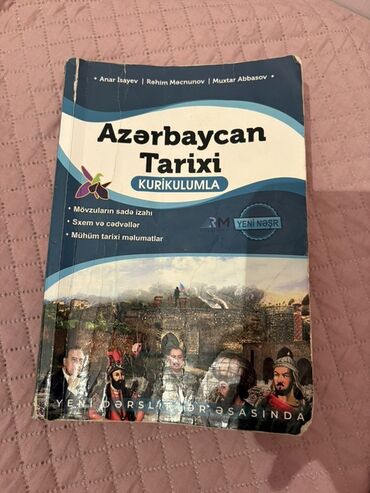 • Anar İsayev | Rəhim Məcnunov | Muxtar Abbasov •
Azərbaycan
Tarixi
KURİKULUMLA
• Mövzuların sadə izahı
• Sxem və cədvəllər
• Mühüm tarixi məlumatlar
RM YENİ NƏŞR
YENİ DƏRSLİKLƏR ƏSASINDA